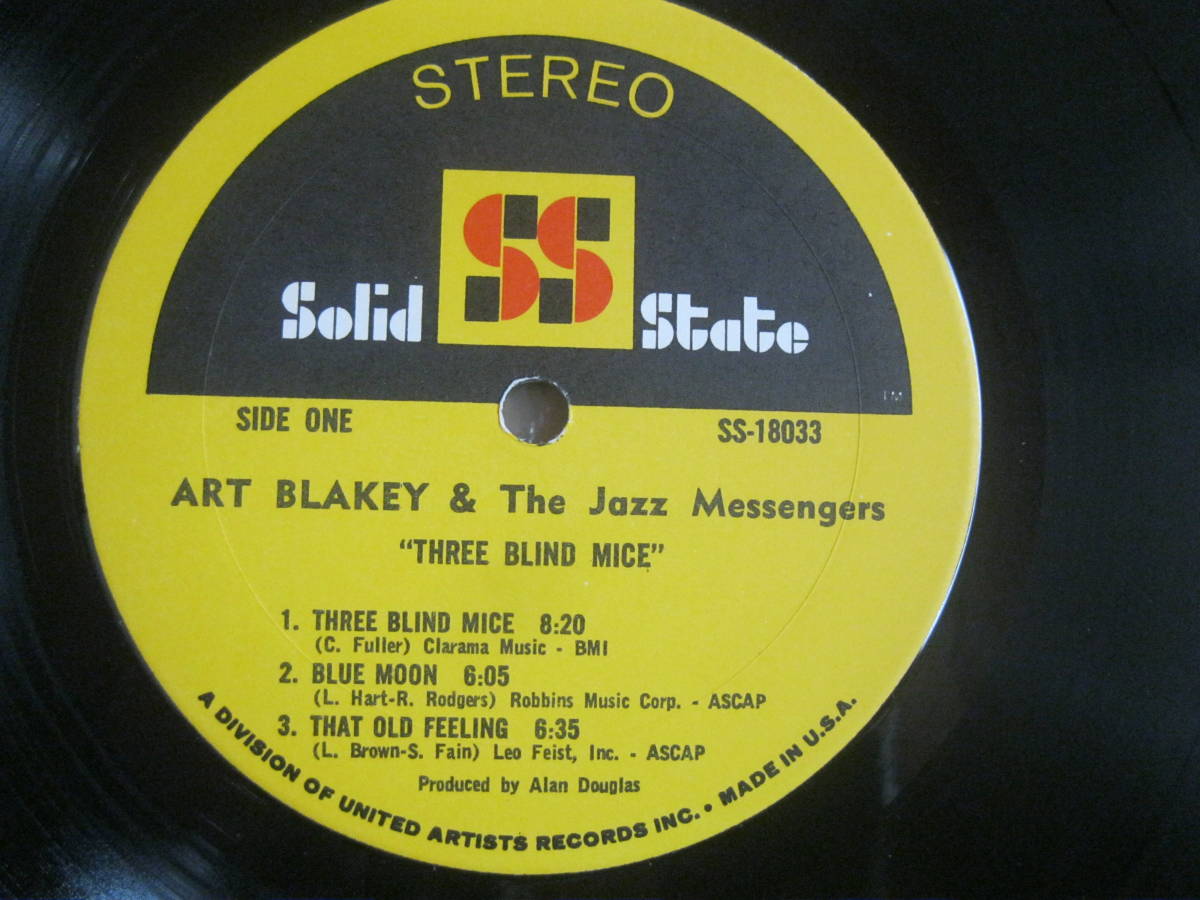 STEREO
SS
Solid State
TM
SIDE ONE SS-18033
ART BLAKEY & The Jazz Messengers
"THREE BLIND MICE"
1. THREE BLIND MICE 8:20
(C. Fuller) Clarama Music - BMI
2. BLUE MOON 6:05
(L. Hart-R. Rodgers) Robbins Music Corp. - ASCAP
3. THAT OLD FEELING 6:35
(L. Brown-S. Fain) Leo Feist, Inc. - ASCAP
Produced by Alan Douglas
A DIVISION OF UNITED ARTISTS RECORDS INC. • MADE IN U.S.A.